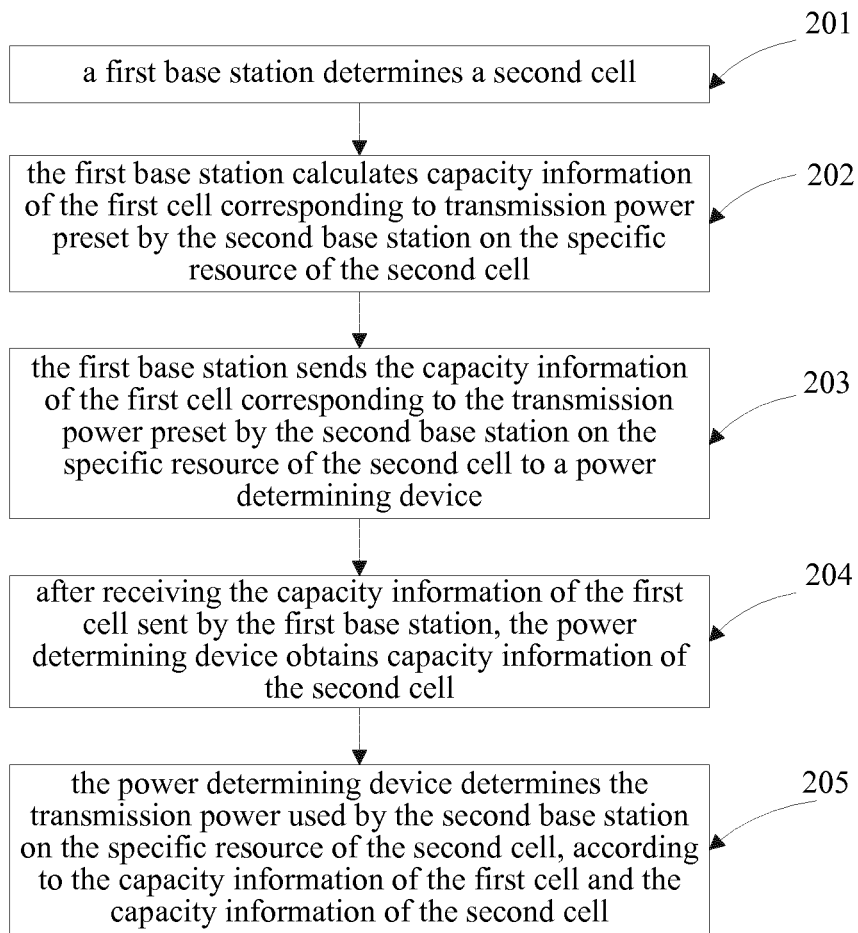 201
a first base station determines a second cell
the first base station calculates capacity information
of the first cell corresponding to transmission power
preset by the second base station on the specific
resource of the second cell
202
the first base station sends the capacity information
of the first cell corresponding to the transmission
power preset by the second base station on the
specific resource of the second cell to a power
determining device
203
after receiving the capacity information of the first
cell sent by the first base station, the power
determining device obtains capacity information of
the second cell
204
the power determining device determines the
transmission power used by the second base station
on the specific resource of the second cell, according
to the capacity information of the first cell and the
capacity information of the second cell
205